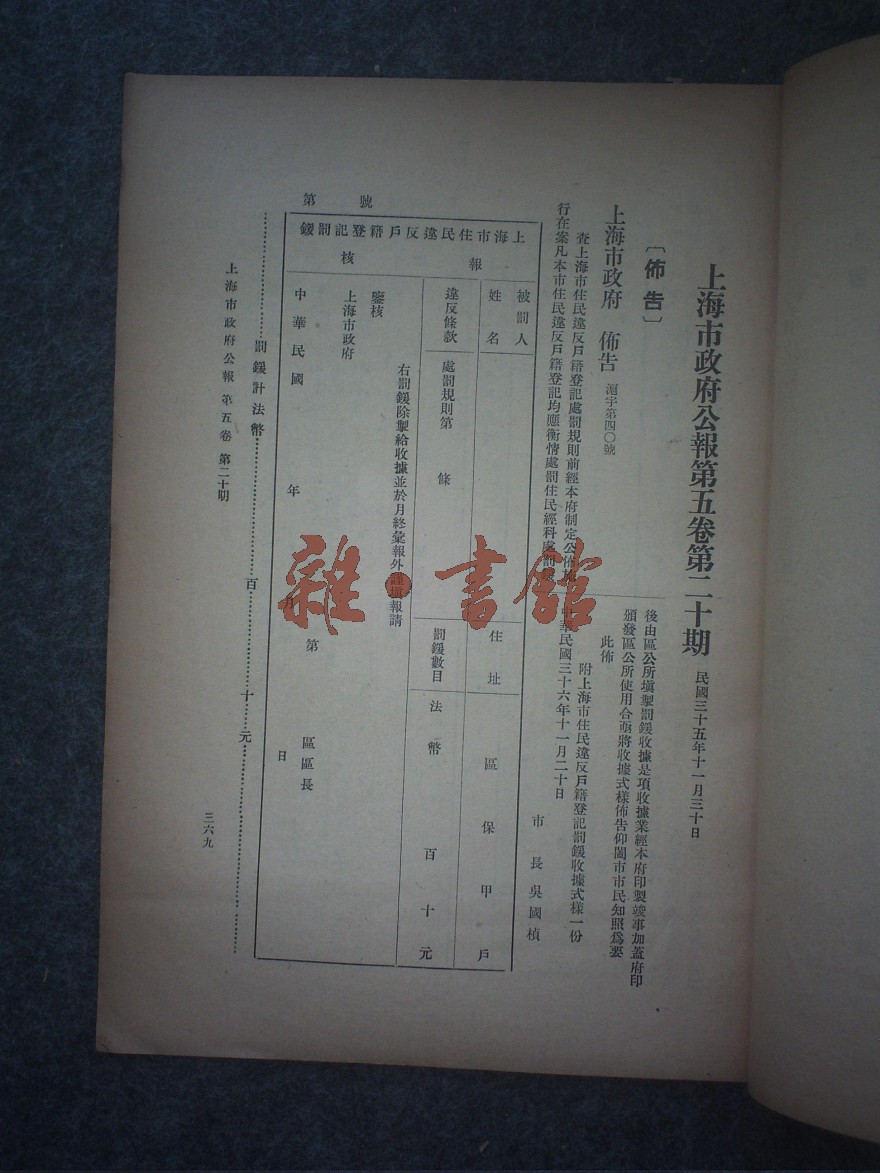 上海市政府公報第五卷第二十期
民國三十五年十一月三十日
〔佈告〕
上海市政府 佈告 滬字第四〇號
查上海市住民違反戶籍登記處罰規則前經本府制定公佈
行在案凡本市住民違反戶籍登記均應衡情處罰住民經科處罰
後由區公所塡掣罰鍰收據是項收據業經本府印製竣事加蓋府印
頒發區公所使用合亟將收據式樣佈告仰闔市市民知照爲要
此佈
附上海市住民違反戶籍登記罰鍰收據式樣一份
中華民國三十六年十一月二十日
市長吳國楨
第 號
上海市住民違反戶籍登記罰鍰
報核
被罰人
姓名
住址
區保甲戶
違反條款
處罰規則第 條
罰鍰數目
法幣 百十元
右罰鍰除掣給收據並於月終彙報外
報請
鑒核
上海市政府
第 區區長
中華民國 年 月 日
罰鍰計法幣 百 十 元
上海市政府公報 第五卷 第二十期
三六九
雜·書館